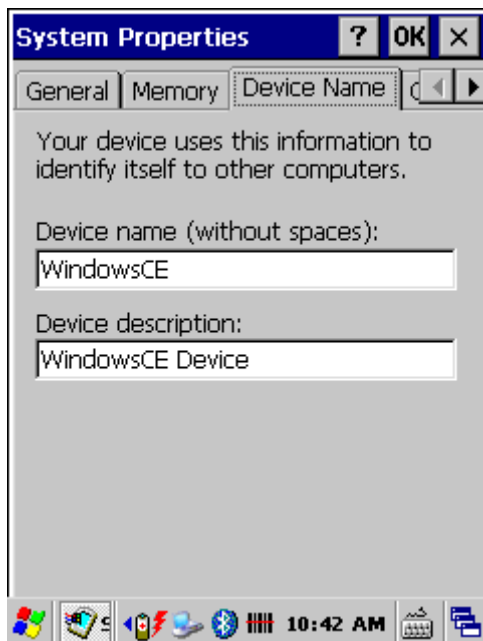 System Properties ? OK ×
General Memory Device Name
Your device uses this information to
identify itself to other computers.
Device name (without spaces):
WindowsCE
Device description:
WindowsCE Device
10:42 AM